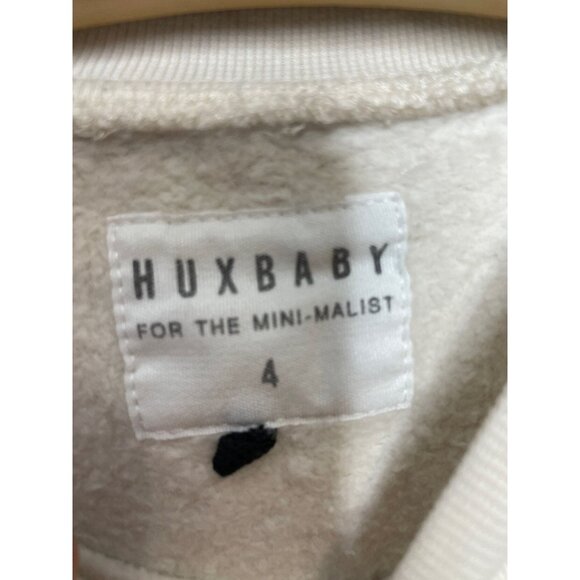 HUXBABY
FOR THE MINI-MALIST
4